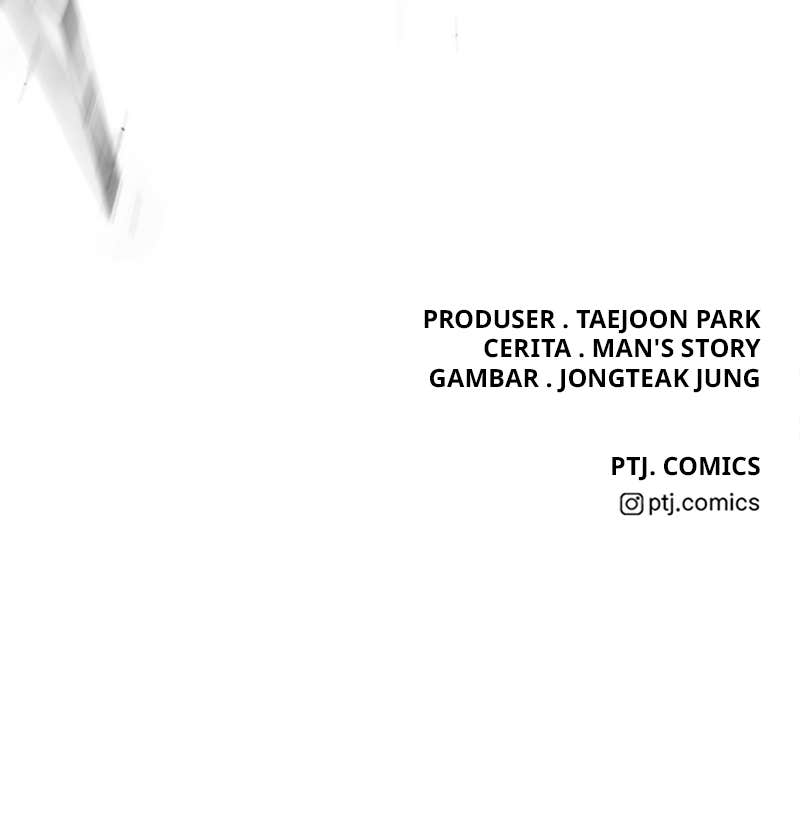 PRODUSER . TAEJOON PARK
CERITA . MAN'S STORY
GAMBAR . JONGTEAK JUNG
PTJ. COMICS
ptj.comics